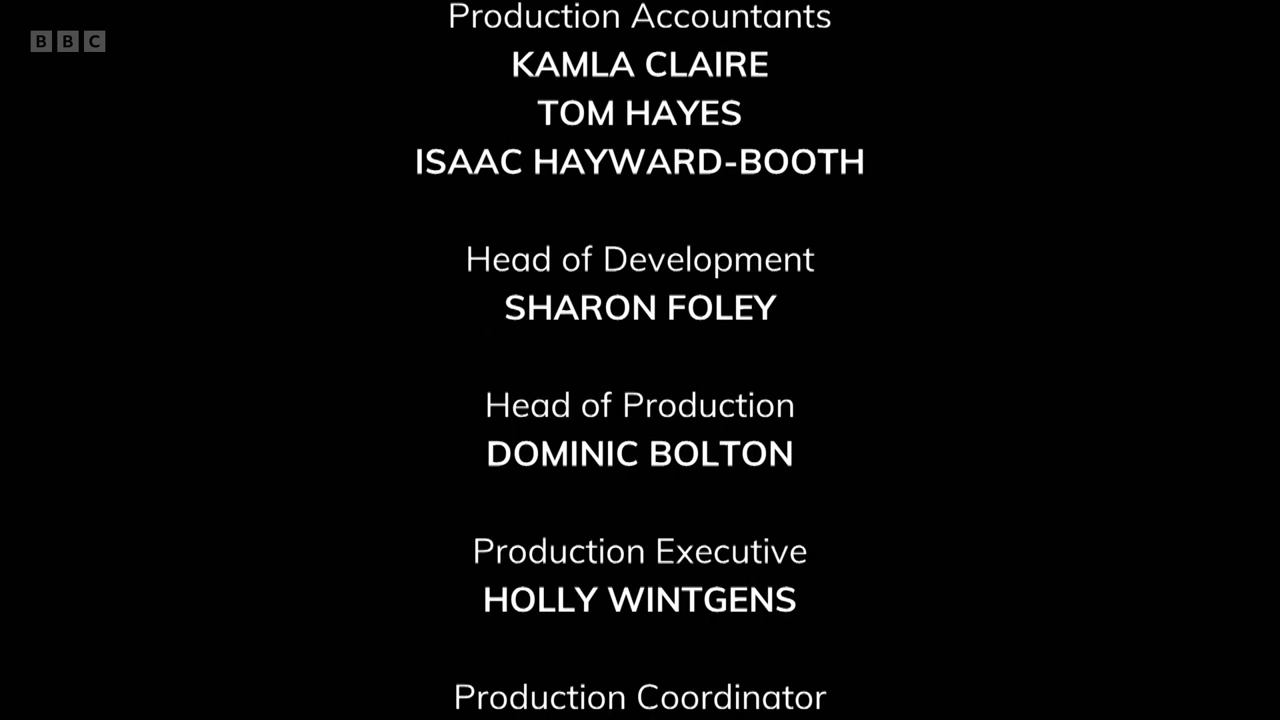 BBC
Production Accountants
KAMLA CLAIRE
TOM HAYES
ISAAC HAYWARD-BOOTH
Head of Development
SHARON FOLEY
Head of Production
DOMINIC BOLTON
Production Executive
HOLLY WINTGENS
Production Coordinator